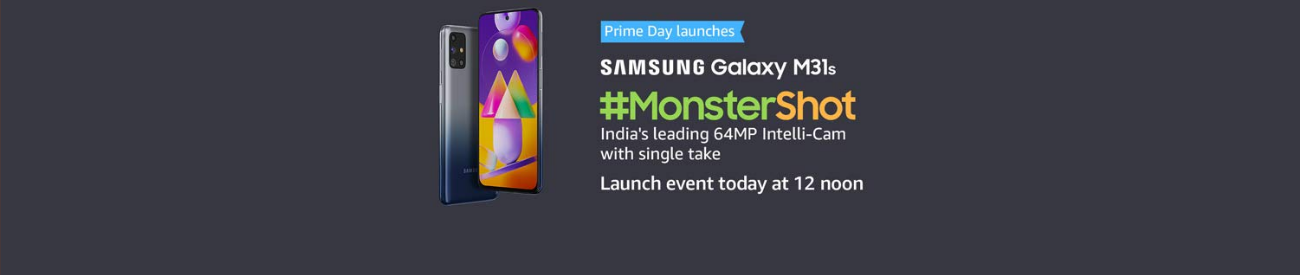 Prime Day launches
SAMSUNG Galaxy M31s
#MonsterShot
India's leading 64MP Intelli-Cam
with single take
Launch event today at 12 noon